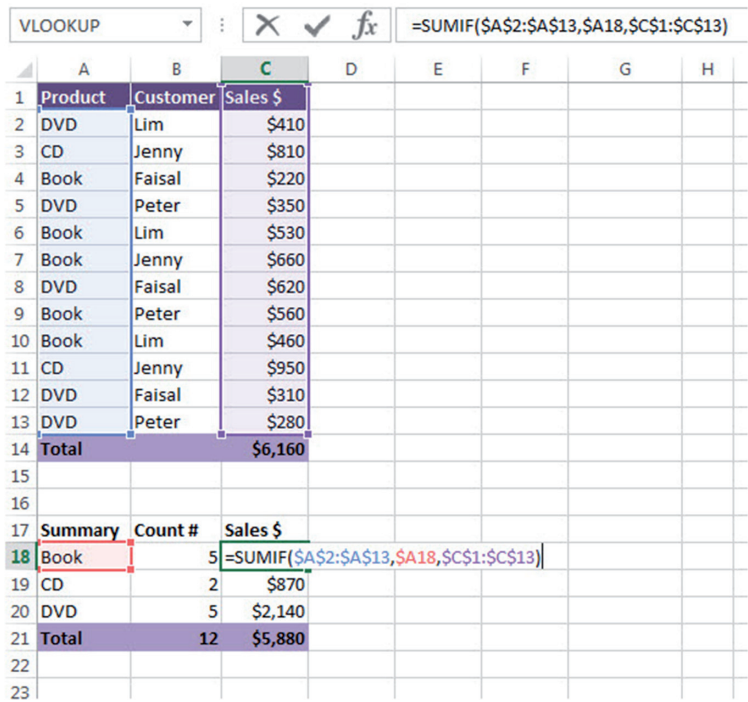 VLOOKUP fx =SUMIF($A$2:$A$13,$A18,$C$1:$C$13)
A B C D E F G H
1 Product Customer Sales $
2 DVD Lim $410
3 CD Jenny $810
4 Book Faisal $220
5 DVD Peter $350
6 Book Lim $530
7 Book Jenny $660
8 DVD Faisal $620
9 Book Peter $560
10 Book Lim $460
11 CD Jenny $950
12 DVD Faisal $310
13 DVD Peter $280
14 Total $6,160
15
16
17 Summary Count # Sales $
18 Book 5 =SUMIF($A$2:$A$13,$A18,$C$1:$C$13)
19 CD 2 $870
20 DVD 5 $2,140
21 Total 12 $5,880
22
23